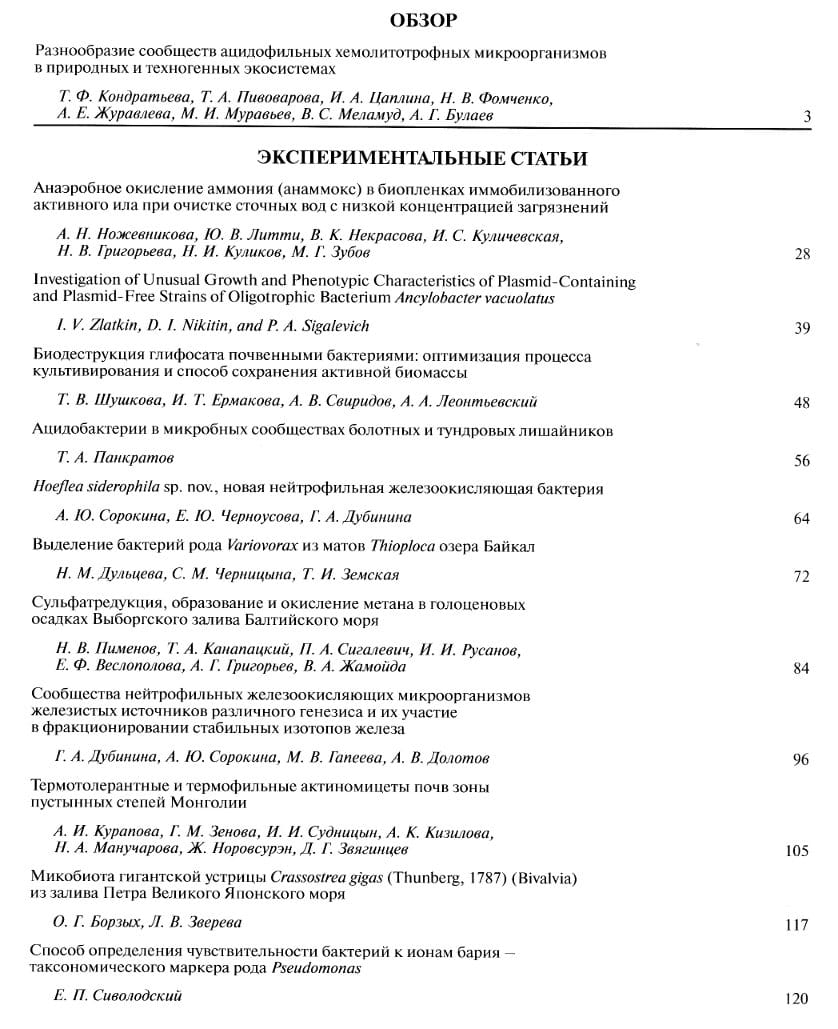 ОБЗОР
Разнообразие сообществ ацидофильных хемолитотрофных микроорганизмов
в природных и техногенных экосистемах
Т. Ф. Кондратьева, Т. А. Пивоварова, И. А. Цаплина, Н. В. Фомченко,
А. Е. Журавлева, М. И. Муравьев, В. С. Меламуд, А. Г. Булаев 3
ЭКСПЕРИМЕНТАЛЬНЫЕ СТАТЬИ
Анаэробное окисление аммония (анаммокс) в биопленках иммобилизованного
активного ила при очистке сточных вод с низкой концентрацией загрязнений
А. Н. Ножевникова, Ю. В. Литти, В. К. Некрасова, И. С. Куличевская,
Н. В. Григорьева, Н. И. Куликов, М. Г. Зубов 28
Investigation of Unusual Growth and Phenotypic Characteristics of Plasmid-Containing
and Plasmid-Free Strains of Oligotrophic Bacterium Ancylobacter vacuolatus
I. V. Zlatkin, D. I. Nikitin, and P. A. Sigalevich 39
Биодеструкция глифосата почвенными бактериями: оптимизация процесса
культивирования и способ сохранения активной биомассы
Т. В. Шушкова, И. Т. Ермакова, А. В. Свиридов, А. А. Леонтьевский 48
Ацидобактерии в микробных сообществах болотных и тундровых лишайников
Т. А. Панкратов 56
Hoeflea siderophila sp. nov., новая нейтрофильная железоокисляющая бактерия
А. Ю. Сорокина, Е. Ю. Черноусова, Г. А. Дубинина 64
Выделение бактерий рода Variovorax из матов Thioploca озера Байкал
Н. М. Дульцева, С. М. Черницына, Т. И. Земская 72
Сульфатредукция, образование и окисление метана в голоценовых
осадках Выборгского залива Балтийского моря
Н. В. Пименов, Т. А. Канапацкий, П. А. Сигалевич, И. И. Русанов,
Е. Ф. Веслополова, А. Г. Григорьев, В. А. Жамойда 84
Сообщества нейтрофильных железоокисляющих микроорганизмов
железистых источников различного генезиса и их участие
в фракционировании стабильных изотопов железа
Г. А. Дубинина, А. Ю. Сорокина, М. В. Гапеева, А. В. Долотов 96
Термотолерантные и термофильные актиномицеты почв зоны
пустынных степей Монголии
А. И. Курапова, Г. М. Зенова, И. И. Судницын, А. К. Кизилова,
Н. А. Манучарова, Ж. Норовсурэн, Д. Г. Звягинцев 105
Микобиота гигантской устрицы Crassostrea gigas (Thunberg, 1787) (Bivalvia)
из залива Петра Великого Японского моря
О. Г. Борзых, Л. В. Зверева 117
Способ определения чувствительности бактерий к ионам бария –
таксономического маркера рода Pseudomonas
Е. П. Сиволодский 120